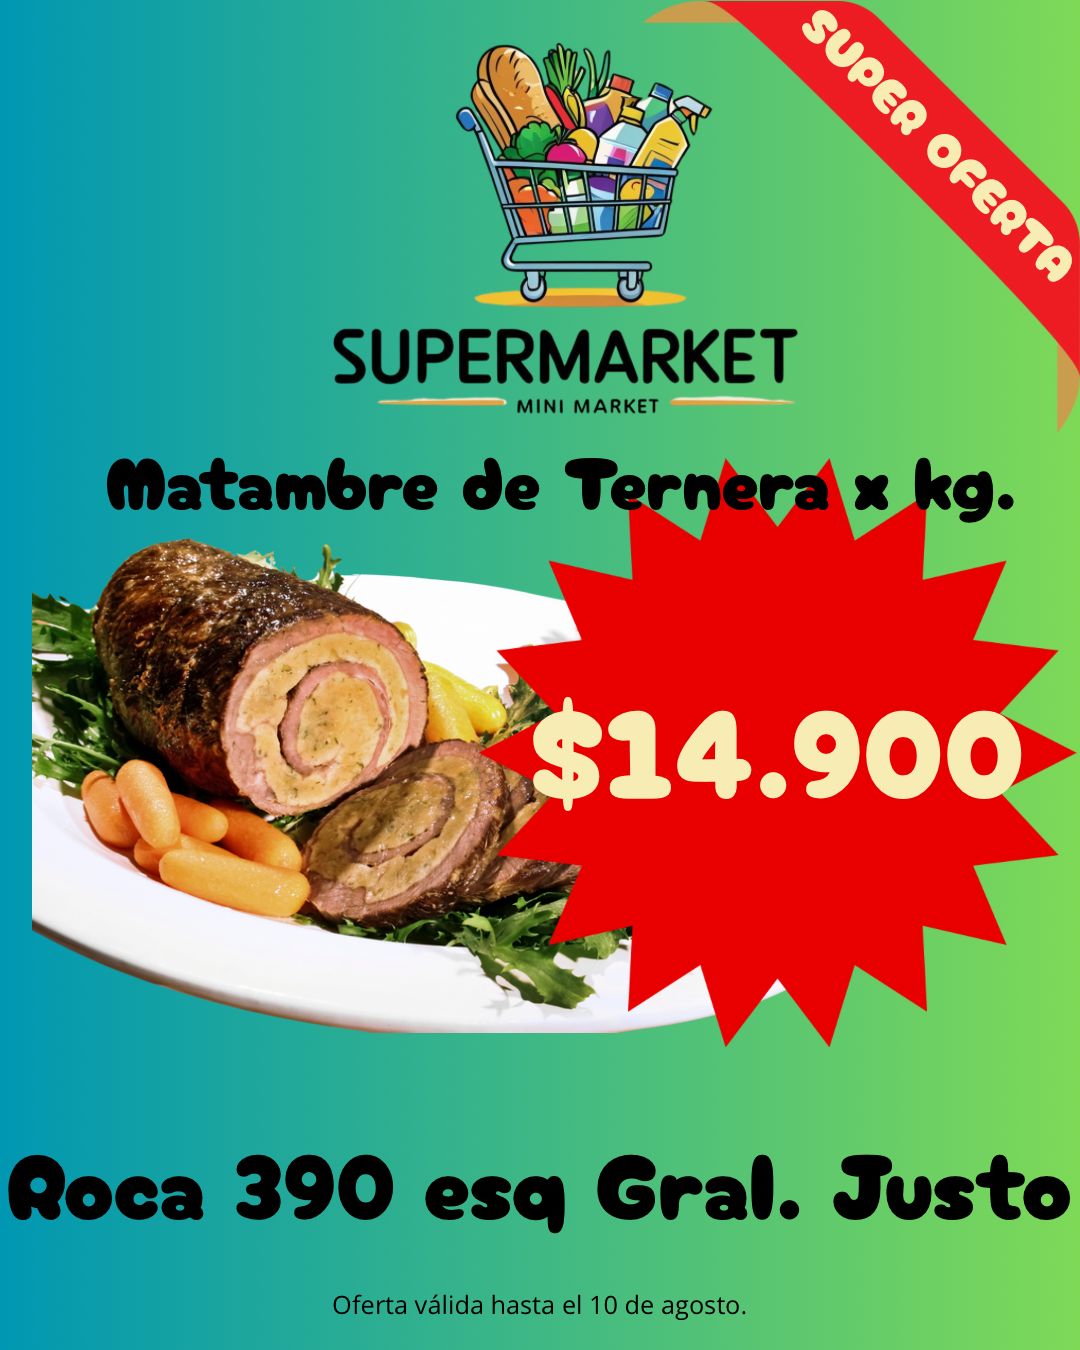 SUPER OFERTA
SUPERMARKET
MINI MARKET
Matambre de Ternera x kg.
$14.900
Roca 390 esq Gral. Justo
Oferta válida hasta el 10 de agosto.